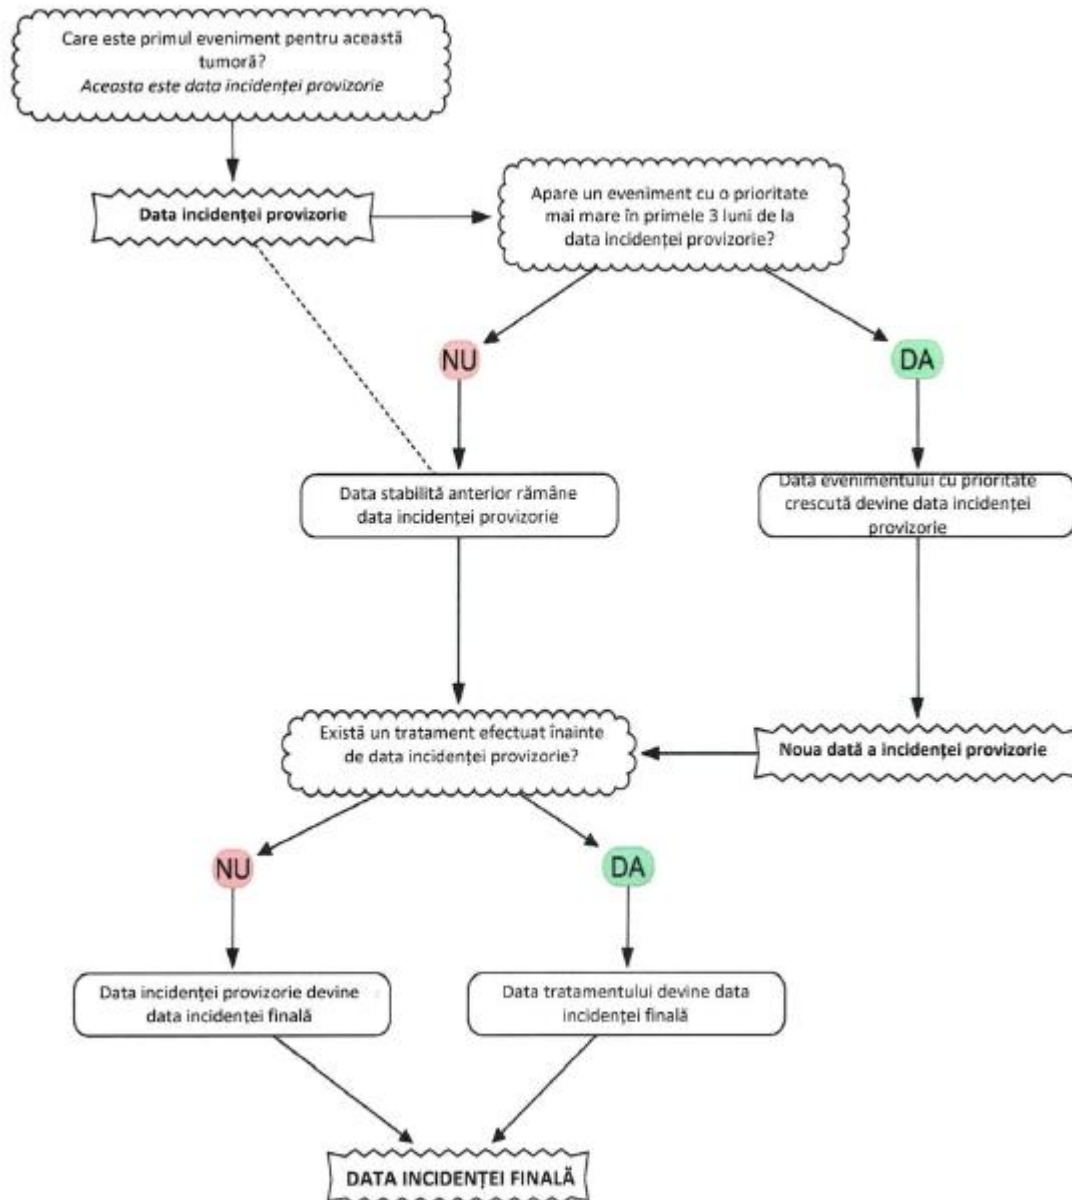 Care este primul eveniment pentru această
tumoră?
Aceasta este data incidenței provizorie
Data incidenței provizorie
Apare un eveniment cu o prioritate
mai mare în primele 3 luni de la
data incidenței provizorie?
NU
DA
Data stabilită anterior rămâne
data incidenței provizorie
Data evenimentului cu prioritate
crescută devine data incidenței
provizorie
Există un tratament efectuat înainte
de data incidenței provizorie?
Noua dată a incidenței provizorie
NU
DA
Data incidenței provizorie devine
data incidenței finală
Data tratamentului devine data
incidenței finală
DATA INCIDENȚEI FINALĂ